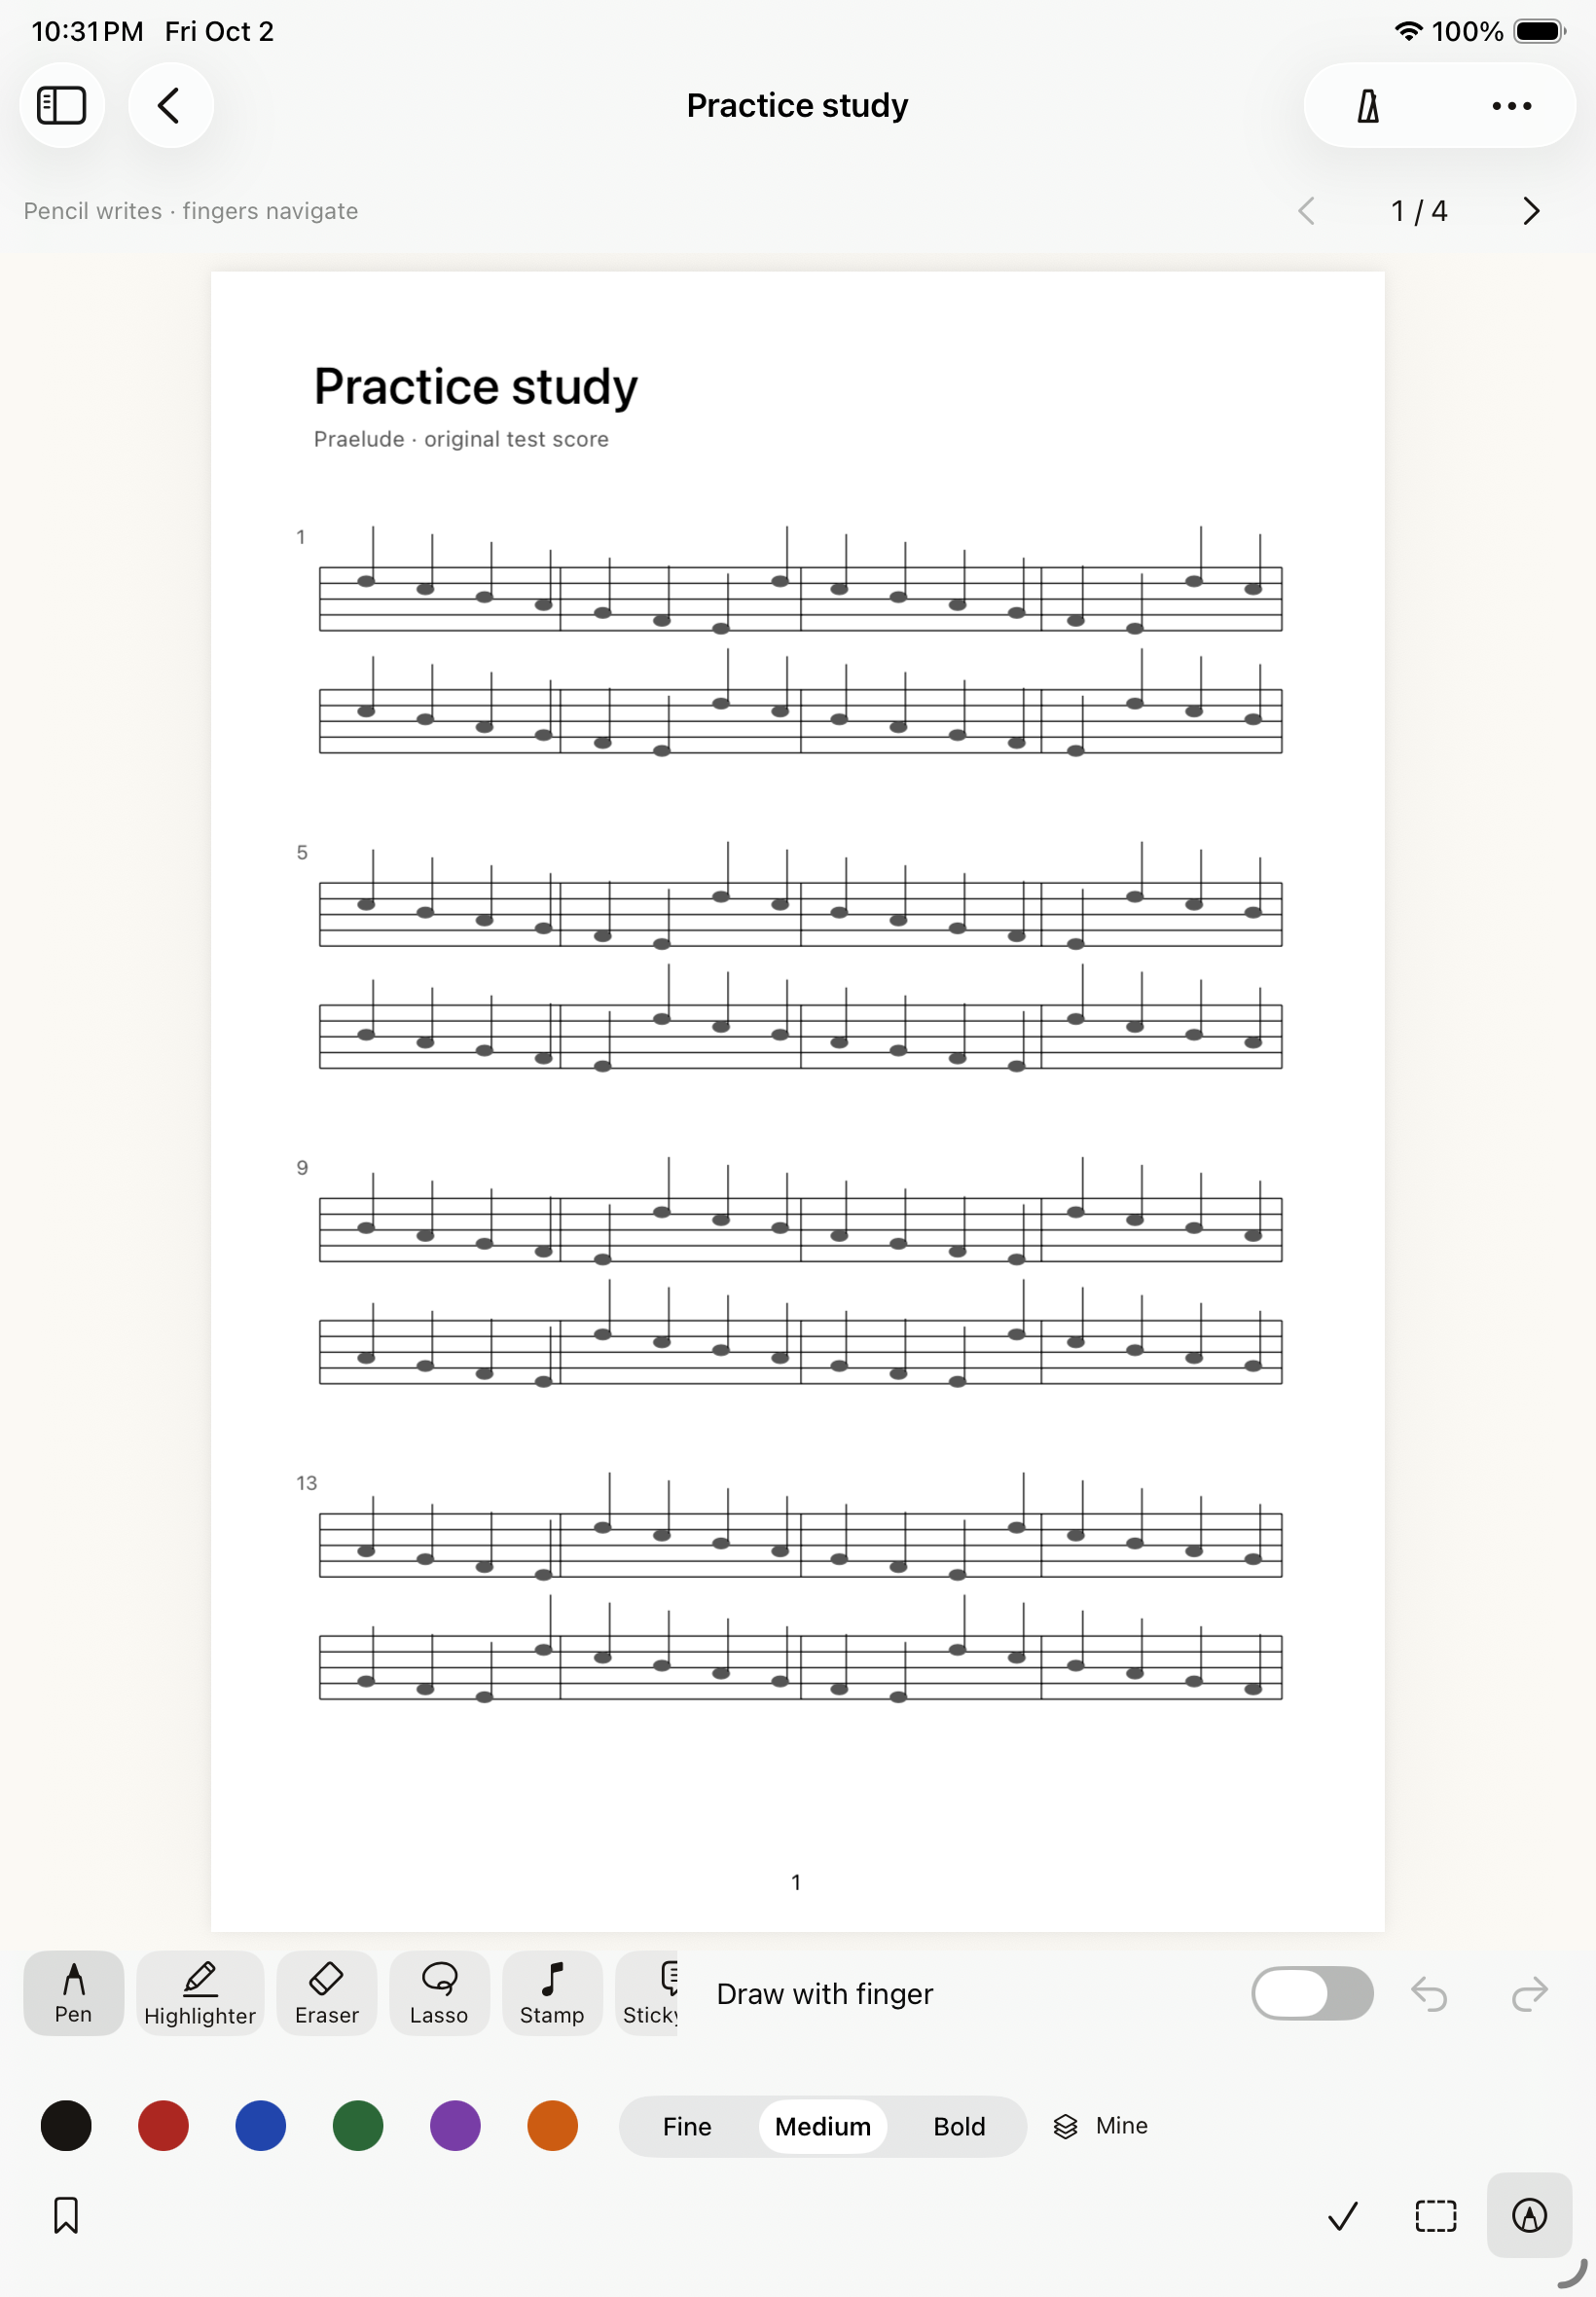 10:31 PM Fri Oct 2 100%
Practice study
Pencil writes · fingers navigate 1 / 4
Practice study
Praelude · original test score
1
5
9
13
1
Pen Highlighter Eraser Lasso Stamp Sticky Draw with finger
Fine Medium Bold Mine